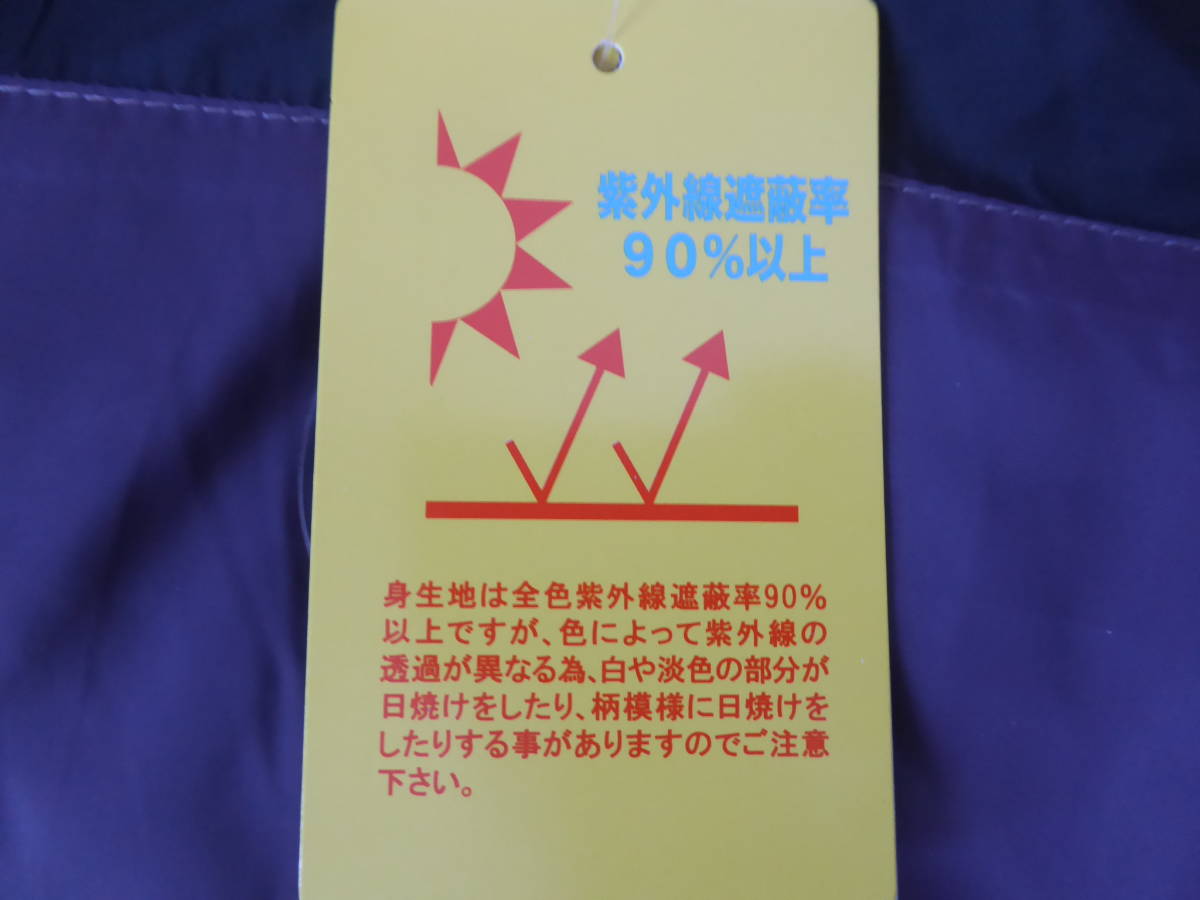 紫外線遮蔽率
９０％以上
身生地は全色紫外線遮蔽率90%
以上ですが、色によって紫外線の
透過が異なる為、白や淡色の部分が
日焼けをしたり、柄模様に日焼けを
したりする事がありますのでご注意
下さい。